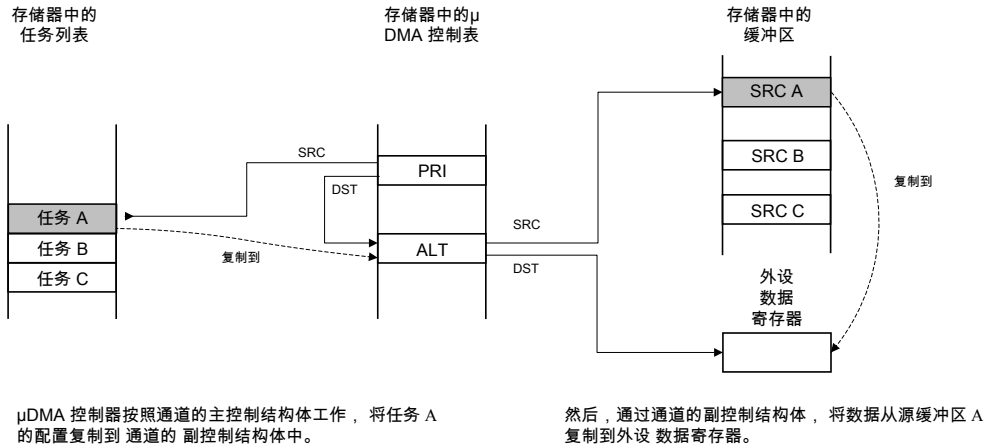 存储器中的
任务列表
存储器中的μ
DMA 控制表
存储器中的
缓冲区
SRC A
SRC
PRI
SRC B
复制到
DST
任务 A
SRC C
SRC
任务 B
复制到
ALT
DST
任务 C
外设
数据
寄存器
μDMA 控制器按照通道的主控制结构体工作， 将任务 A
的配置复制到 通道的 副控制结构体中。
然后，通过通道的副控制结构体， 将数据从源缓冲区 A
复制到外设 数据寄存器。